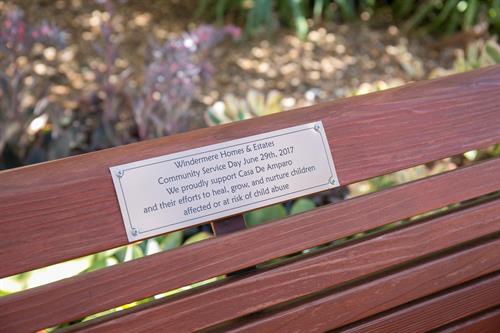 Windermere Homes & Estates
Community Service Day June 29th, 2017
We proudly support Casa De Amparo
and their efforts to heal, grow, and nurture children
affected or at risk of child abuse